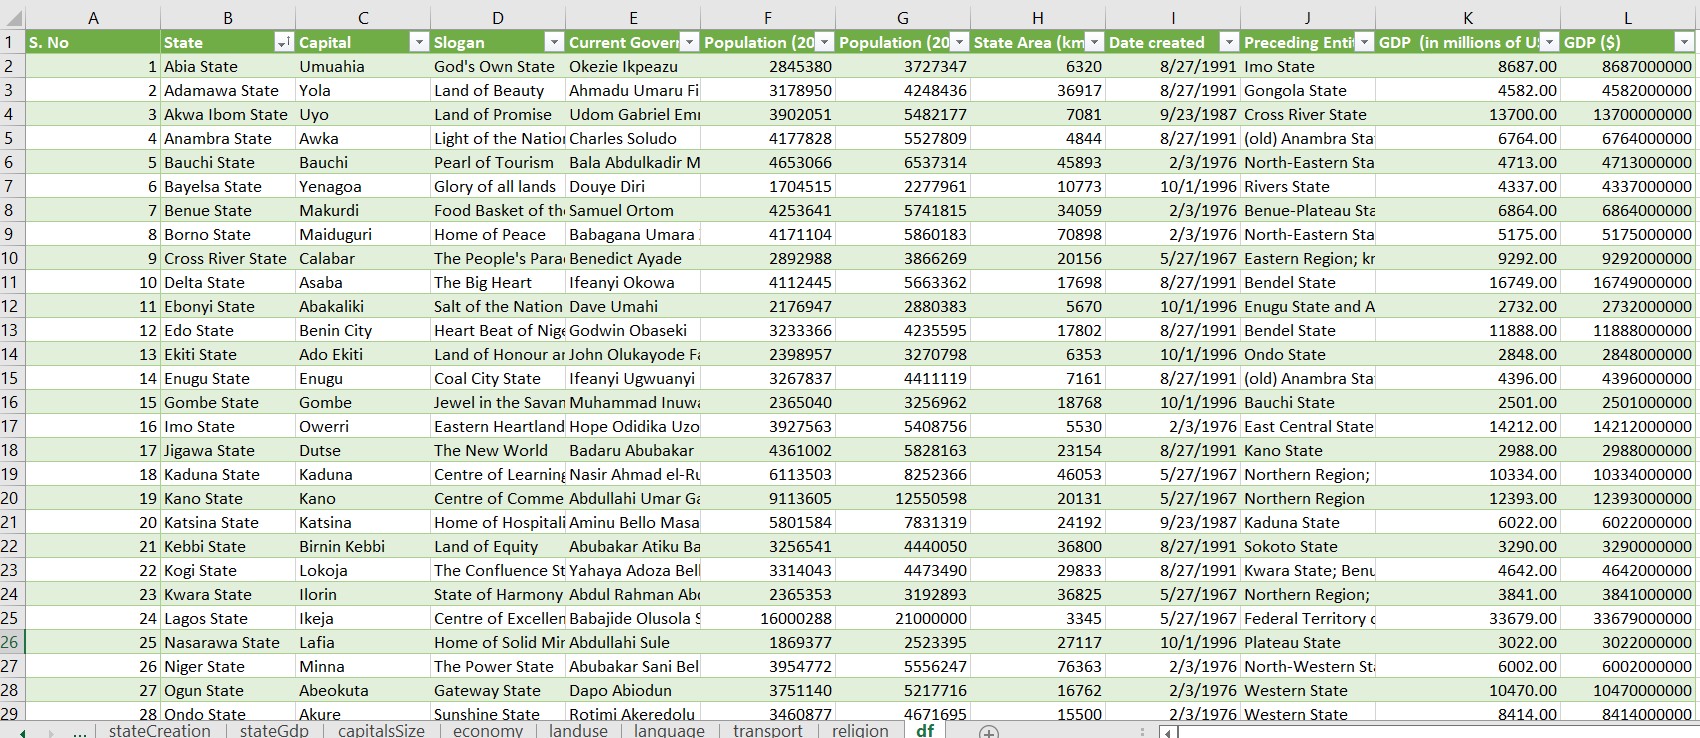 A B C D E F G H I J K L
1 S. No State Capital Slogan Current Gover Population (20 Population (20 State Area (km Date created Preceding Enti GDP (in millions of U GDP ($)
2 1 Abia State Umuahia God's Own State Okezie Ikpeazu 2845380 3727347 6320 8/27/1991 Imo State 8687.00 8687000000
3 2 Adamawa State Yola Land of Beauty Ahmadu Umaru Fi 3178950 4248436 36917 8/27/1991 Gongola State 4582.00 4582000000
4 3 Akwa Ibom State Uyo Land of Promise Udom Gabriel Em 3902051 5482177 7081 9/23/1987 Cross River State 13700.00 13700000000
5 4 Anambra State Awka Light of the Natio Charles Soludo 4177828 5527809 4844 8/27/1991 (old) Anambra Sta 6764.00 6764000000
6 5 Bauchi State Bauchi Pearl of Tourism Bala Abdulkadir M 4653066 6537314 45893 2/3/1976 North-Eastern Sta 4713.00 4713000000
7 6 Bayelsa State Yenagoa Glory of all lands Douye Diri 1704515 2277961 10773 10/1/1996 Rivers State 4337.00 4337000000
8 7 Benue State Makurdi Food Basket of th Samuel Ortom 4253641 5741815 34059 2/3/1976 Benue-Plateau Sta 6864.00 6864000000
9 8 Borno State Maiduguri Home of Peace Babagana Umara 4171104 5860183 70898 2/3/1976 North-Eastern Sta 5175.00 5175000000
10 9 Cross River State Calabar The People's Para Benedict Ayade 2892988 3866269 20156 5/27/1967 Eastern Region; kr 9292.00 9292000000
11 10 Delta State Asaba The Big Heart Ifeanyi Okowa 4112445 5663362 17698 8/27/1991 Bendel State 16749.00 16749000000
12 11 Ebonyi State Abakaliki Salt of the Nation Dave Umahi 2176947 2880383 5670 10/1/1996 Enugu State and A 2732.00 2732000000
13 12 Edo State Benin City Heart Beat of Nige Godwin Obaseki 3233366 4235595 17802 8/27/1991 Bendel State 11888.00 11888000000
14 13 Ekiti State Ado Ekiti Land of Honour ar John Olukayode Fa 2398957 3270798 6353 10/1/1996 Ondo State 2848.00 2848000000
15 14 Enugu State Enugu Coal City State Ifeanyi Ugwuanyi 3267837 4411119 7161 8/27/1991 (old) Anambra Sta 4396.00 4396000000
16 15 Gombe State Gombe Jewel in the Savan Muhammad Inuwa 2365040 3256962 18768 10/1/1996 Bauchi State 2501.00 2501000000
17 16 Imo State Owerri Eastern Heartland Hope Odidika Uzo 3927563 5408756 5530 2/3/1976 East Central State 14212.00 14212000000
18 17 Jigawa State Dutse The New World Badaru Abubakar 4361002 5828163 23154 8/27/1991 Kano State 2988.00 2988000000
19 18 Kaduna State Kaduna Centre of Learning Nasir Ahmad el-Ru 6113503 8252366 46053 5/27/1967 Northern Region; 10334.00 10334000000
20 19 Kano State Kano Centre of Comme Abdullahi Umar Ga 9113605 12550598 20131 5/27/1967 Northern Region 12393.00 12393000000
21 20 Katsina State Katsina Home of Hospitali Aminu Bello Masa 5801584 7831319 24192 9/23/1987 Kaduna State 6022.00 6022000000
22 21 Kebbi State Birnin Kebbi Land of Equity Abubakar Atiku Ba 3256541 4440050 36800 8/27/1991 Sokoto State 3290.00 3290000000
23 22 Kogi State Lokoja The Confluence St Yahaya Adoza Bell 3314043 4473490 29833 8/27/1991 Kwara State; Benu 4642.00 4642000000
24 23 Kwara State Ilorin State of Harmony Abdul Rahman Abd 2365353 3192893 36825 5/27/1967 Northern Region; 3841.00 3841000000
25 24 Lagos State Ikeja Centre of Excellen Babajide Olusola S 16000288 21000000 3345 5/27/1967 Federal Territory o 33679.00 33679000000
26 25 Nasarawa State Lafia Home of Solid Mir Abdullahi Sule 1869377 2523395 27117 10/1/1996 Plateau State 3022.00 3022000000
27 26 Niger State Minna The Power State Abubakar Sani Bel 3954772 5556247 76363 2/3/1976 North-Western St 6002.00 6002000000
28 27 Ogun State Abeokuta Gateway State Dapo Abiodun 3751140 5217716 16762 2/3/1976 Western State 10470.00 10470000000
29 28 Ondo State Akure Sunshine State Rotimi Akeredolu 3460877 4671695 15500 2/3/1976 Western State 8414.00 8414000000
... stateCreation stateGdp capitalsSize economy landuse language transport religion df